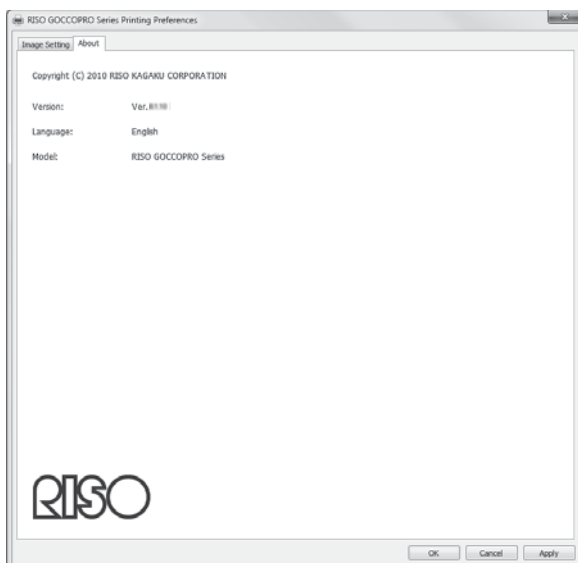 RISO GOCCOPRO Series Printing Preferences
Image Setting About
Copyright (C) 2010 RISO KAGAKU CORPORATION
Version: Ver.
Language: English
Model: RISO GOCCOPRO Series
RISO
OK Cancel Apply